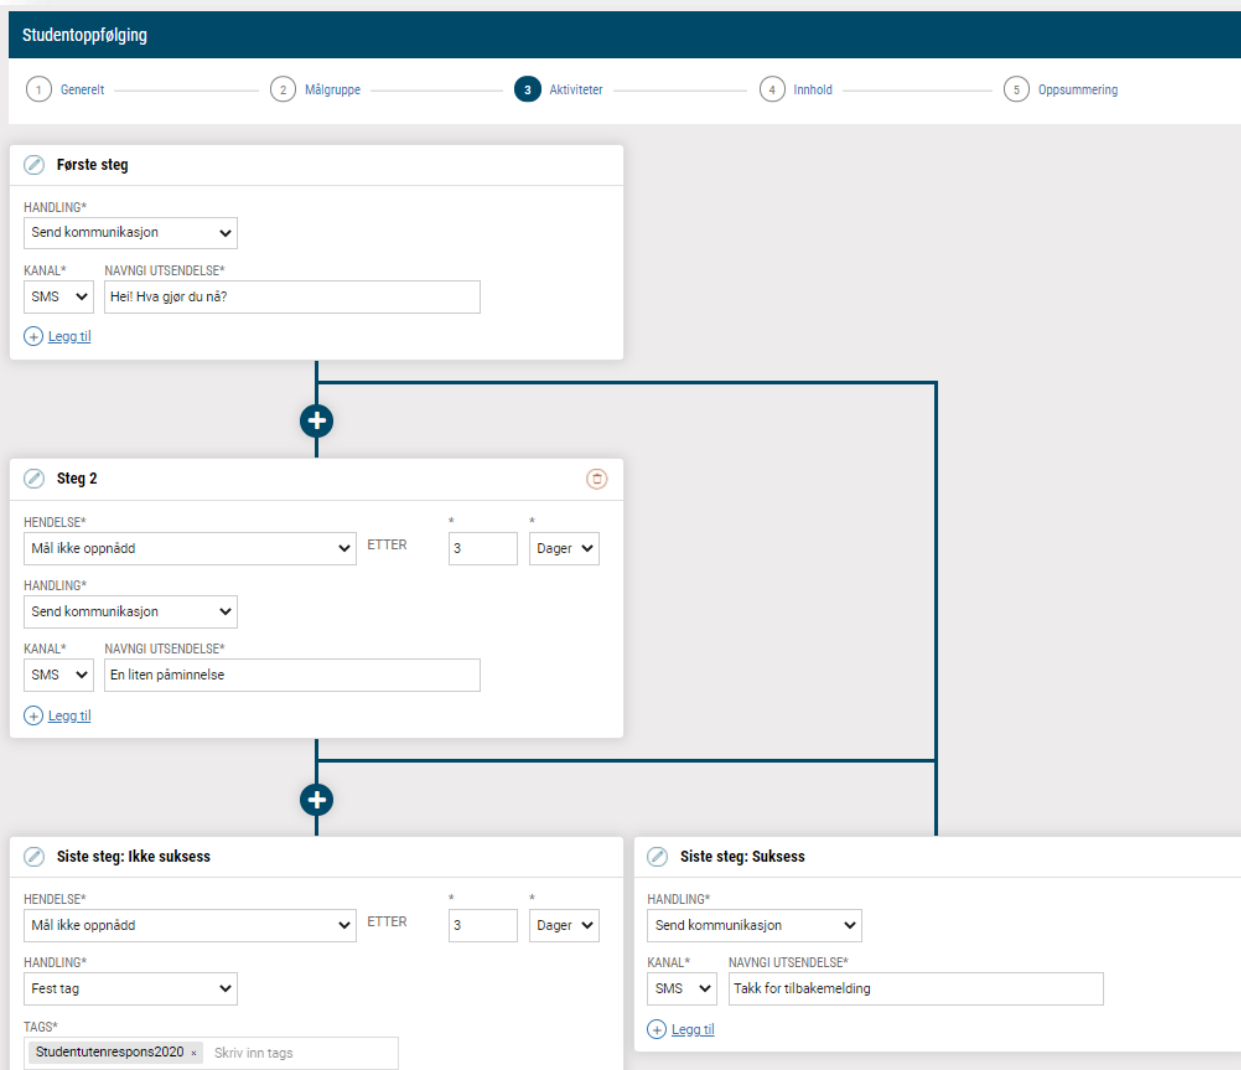 Studentoppfølging
1 Generelt 2 Målgruppe 3 Aktiviteter 4 Innhold 5 Oppsummering
Første steg
HANDLING*
Send kommunikasjon
KANAL* NAVNGI UTSENDELSE*
SMS Hei! Hva gjør du nå?
Legg til
Steg 2
HENDELSE* * *
Mål ikke oppnådd ETTER 3 Dager
HANDLING*
Send kommunikasjon
KANAL* NAVNGI UTSENDELSE*
SMS En liten påminnelse
Legg til
Siste steg: Ikke suksess
HENDELSE* * *
Mål ikke oppnådd ETTER 3 Dager
HANDLING*
Fest tag
TAGS*
Studentutenrespons2020 × Skriv inn tags
Siste steg: Suksess
HANDLING*
Send kommunikasjon
KANAL* NAVNGI UTSENDELSE*
SMS Takk for tilbakemelding
Legg til